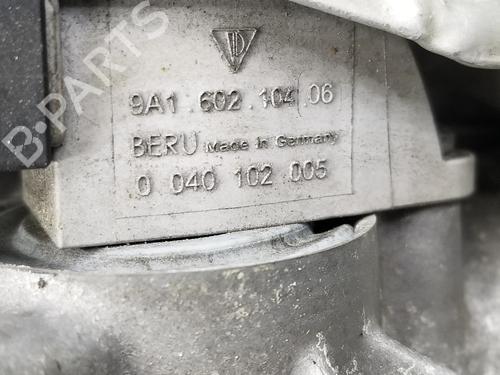 9A1.602.104.06
BERU Made in Germany
0 040 102 005
B-PARTS